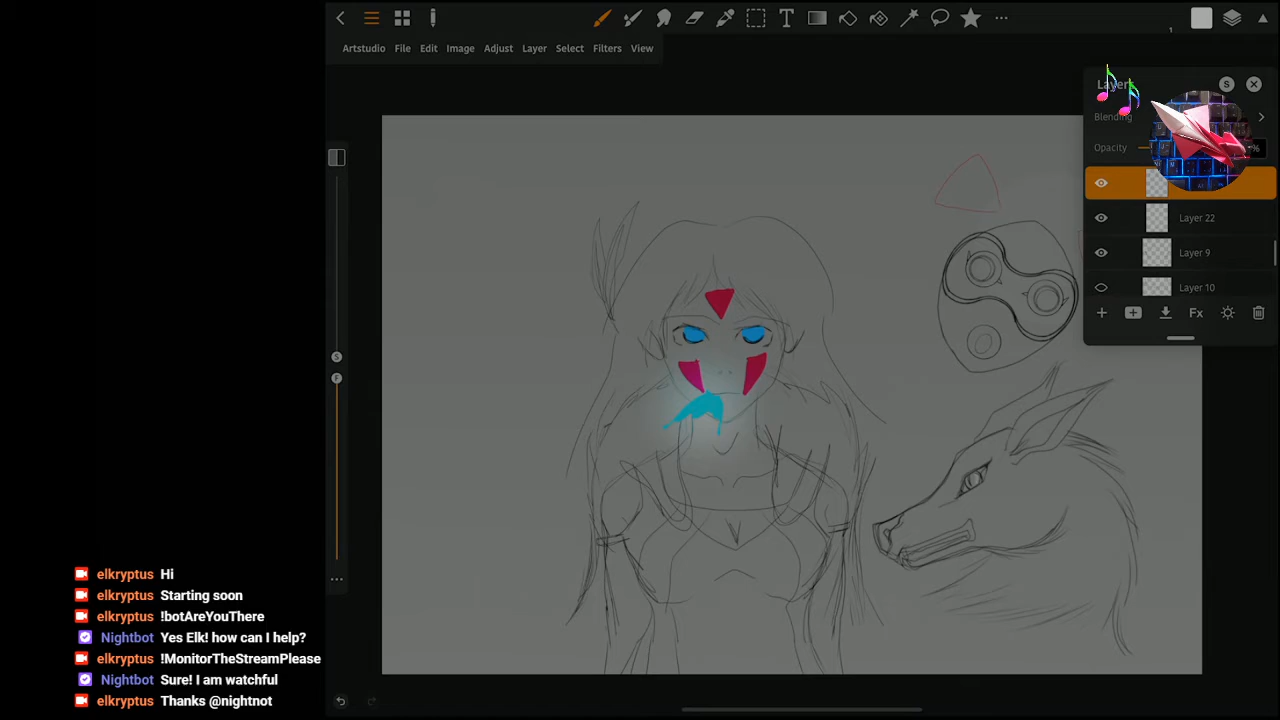 Artstudio File Edit Image Adjust Layer Select Filters View
1
S
Blending
Opacity
%
Layer 22
Layer 9
Layer 10
Fx
S
F
elkryptus Hi
elkryptus Starting soon
elkryptus !botAreYouThere
Nightbot Yes Elk! how can I help?
elkryptus !MonitorTheStreamPlease
Nightbot Sure! I am watchful
elkryptus Thanks @nightnot